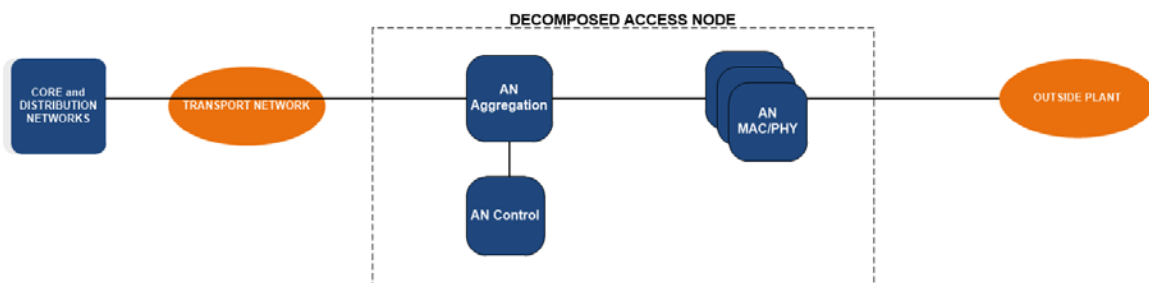 DECOMPOSED ACCESS NODE
CORE and
DISTRIBUTION
NETWORKS
TRANSPORT NETWORK
AN
Aggregation
AN
MAC/PHY
OUTSIDE PLANT
AN Control